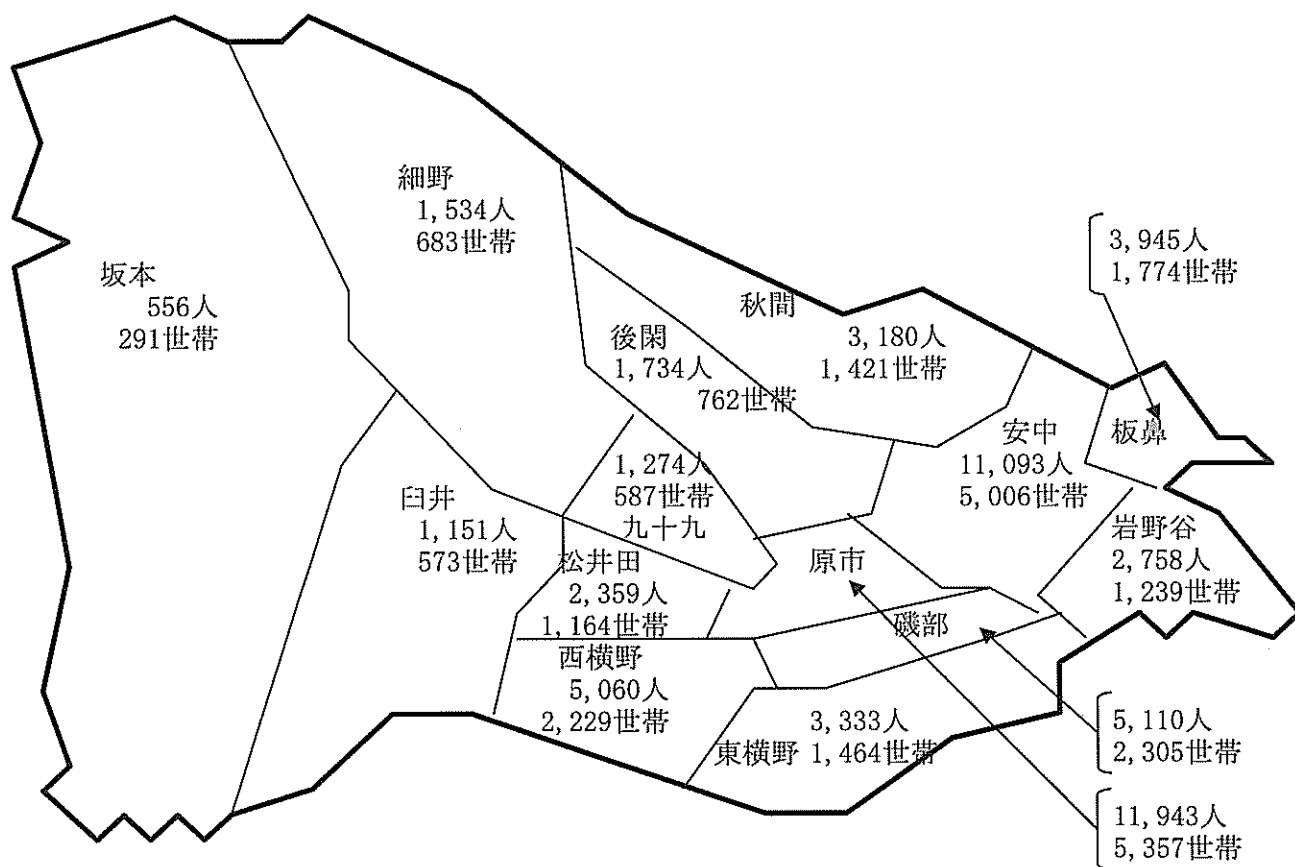 細野
1,534人
683世帯
3,945人
1,774世帯
坂本
556人
291世帯
秋間
3,180人
1,421世帯
後閑
1,734人
762世帯
安中
11,093人
5,006世帯
板鼻
1,274人
587世帯
九十九
臼井
1,151人
573世帯
岩野谷
2,758人
1,239世帯
松井田
2,359人
1,164世帯
原市
磯部
西横野
5,060人
2,229世帯
3,333人
東横野 1,464世帯
5,110人
2,305世帯
11,943人
5,357世帯